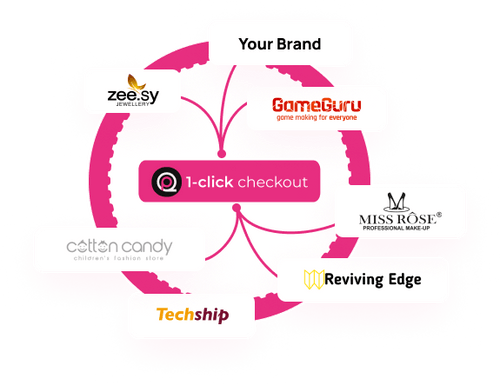 Your Brand
zee.sy
JEWELLERY
GameGuru
game making for everyone
1-click checkout
MISS RÔSE®
PROFESSIONAL MAKE-UP
cotton candy
children's fashion store
Reviving Edge
Techship